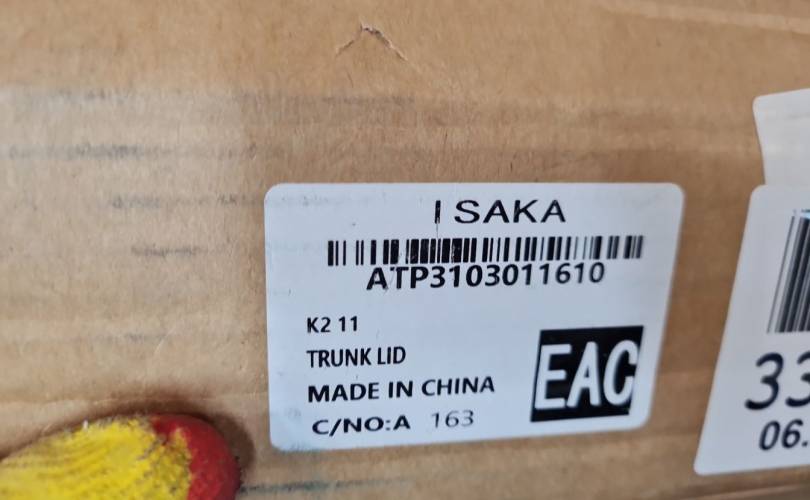 I SAKA
ATP3103011610
K2 11
TRUNK LID
MADE IN CHINA
EAC
C/NO:A 163
33
06.